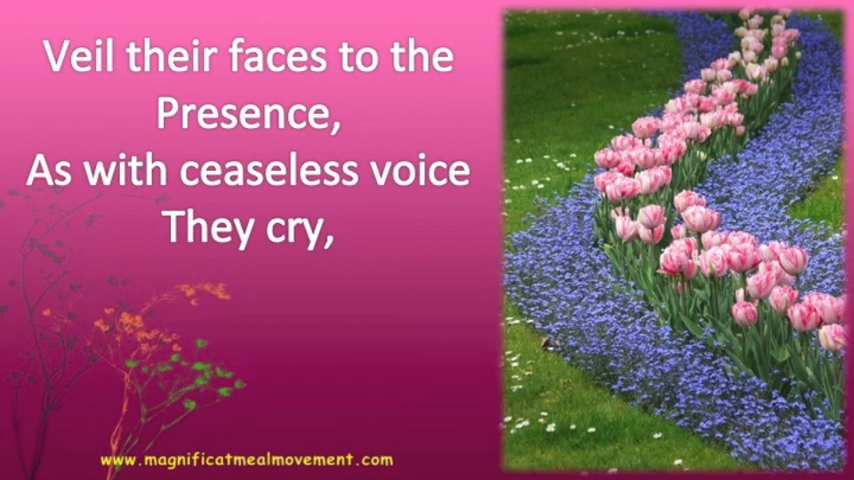 Veil their faces to the
Presence,
As with ceaseless voice
They cry,
www.magnificatmealmovement.com